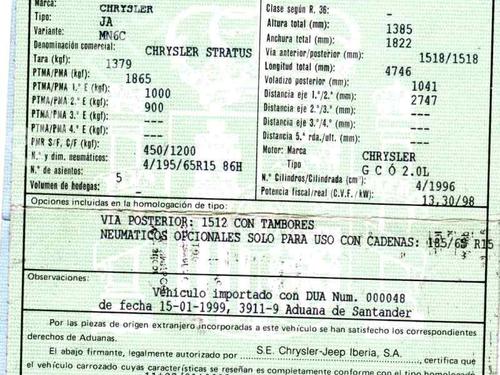 Marca: CHRYSLER
Tipo: JA
Variante: MN6C
Denominación comercial: CHRYSLER STRATUS
Tara (kgf): 1379
PTMA/PMA (kgf): 1865
PTMA/PMA 1.º E (kgf): 1000
PTMA/PMA 2.º E (kgf): 900
PTMA/PMA 3.º E (kgf): ---
PTMA/PMA 4.º E (kgf): ---
PMR S/F, C/F (kgf): 450/1200
N.º y dim. neumáticos: 4/195/65R15 86H
N.º de asientos: 5
Volumen de bodegas: -
Clase según R. 36: -
Altura total (mm): 1385
Anchura total (mm): 1822
Vía anterior/posterior (mm): 1518/1518
Longitud total (mm): 4746
Voladizo posterior (mm): 1041
Distancia eje 1.º/2.º (mm): 2747
Distancia eje 2.º/3.º (mm): ---
Distancia eje 3.º/4.º (mm): ---
Distancia 5.ª rda./ult. (mm): ---
Motor: Marca CHRYSLER
Tipo G C Ó 2.0L
N.º Cilindros/Cilindrada (cm³) 4/1996
Potencia fiscal/real (C.V.F. / kW): 13,30/98
Opciones incluidas en la homologación de tipo:
VIA POSTERIOR: 1512 CON TAMBORES
NEUMATICOS OPCIONALES SOLO PARA USO CON CADENAS: 185/65 R15
Observaciones:
Vehículo importado con DUA Num. 000048
de fecha 15-01-1999, 3911-9 Aduana de Santander
Por las piezas de origen extranjero incorporadas a este vehículo se han satisfecho los correspondientes
derechos de Aduanas.
El abajo firmante, legalmente autorizado por S.E. Chrysler-Jeep Iberia, S.A., certifica que
el vehículo carrozado cuyas características se reseñan es completamente conforme con el tipo homologado